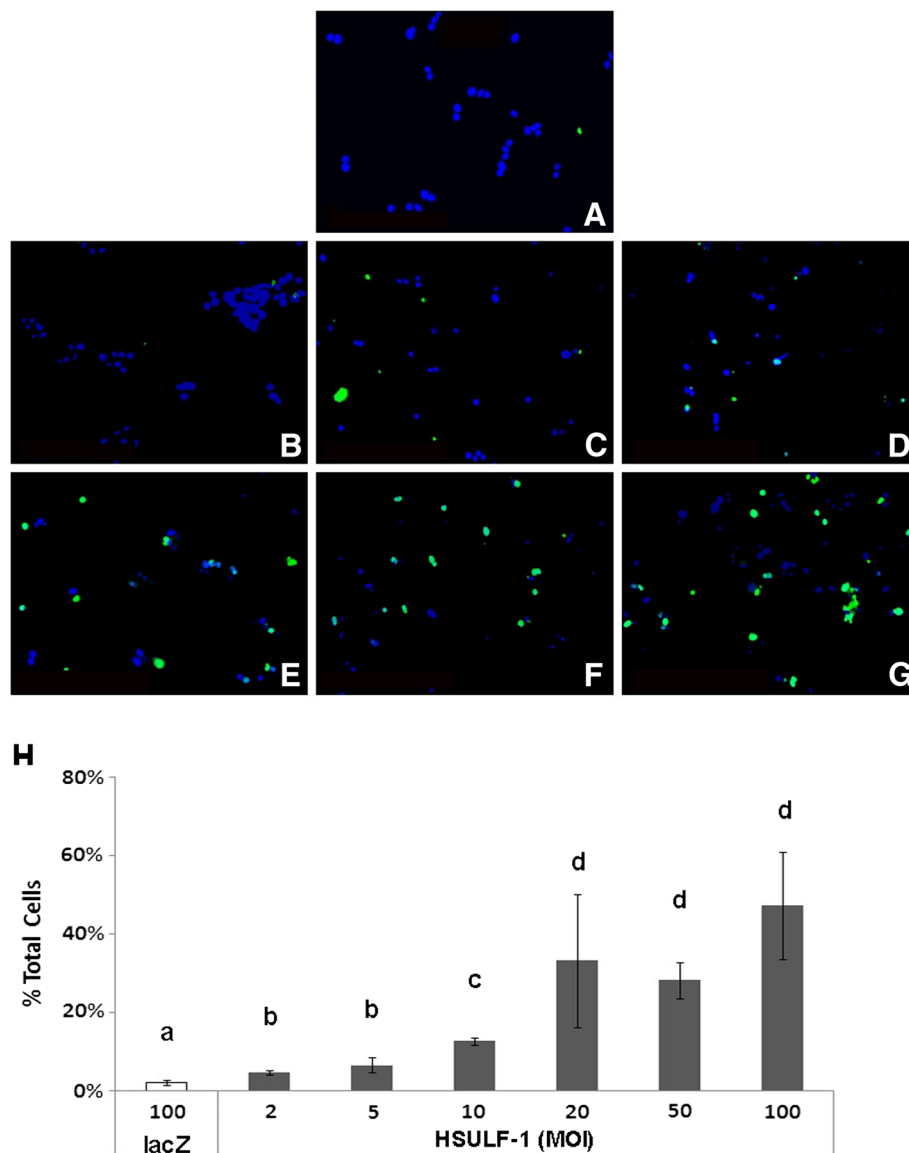 A
B C D
E F G
H
80%
60%
40%
20%
0%
% Total Cells
a b b c d d d
100 2 5 10 20 50 100
lacZ HSULF-1 (MOI)